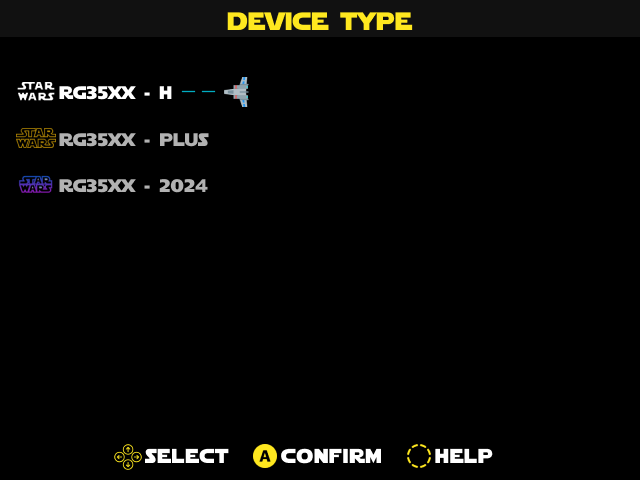 DEVICE TYPE
STAR WARS RG35XX - H
STAR WARS RG35XX - PLUS
STAR WARS RG35XX - 2024
SELECT A CONFIRM HELP